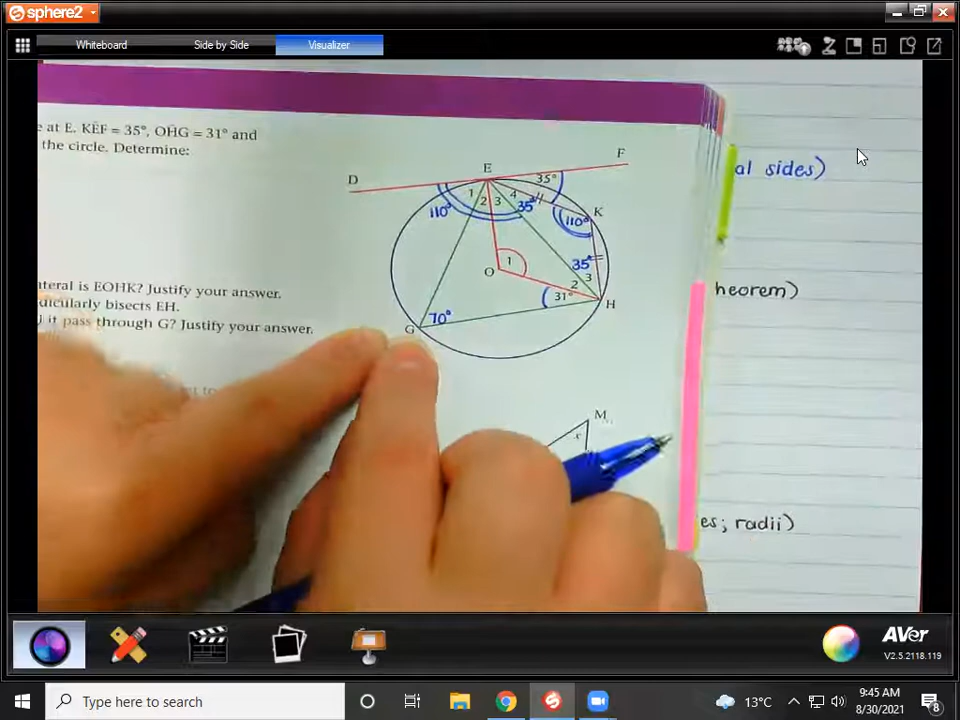 sphere2
Whiteboard
Side by Side
Visualizer
e at E. KÊF = 35°, OĤG = 31° and
the circle. Determine:
ateral is EOHK? Justify your answer.
dicularly bisects EH.
it pass through G? Justify your answer.
D
E
F
35°
1 2 3 4
110°
35°
K
110°
O
1
35°
3
2
31°
H
G
70°
M
x
al sides)
heorem)
es; radii)
AVer
V2.5.2118.119
Type here to search
13°C
9:45 AM
8/30/2021
8